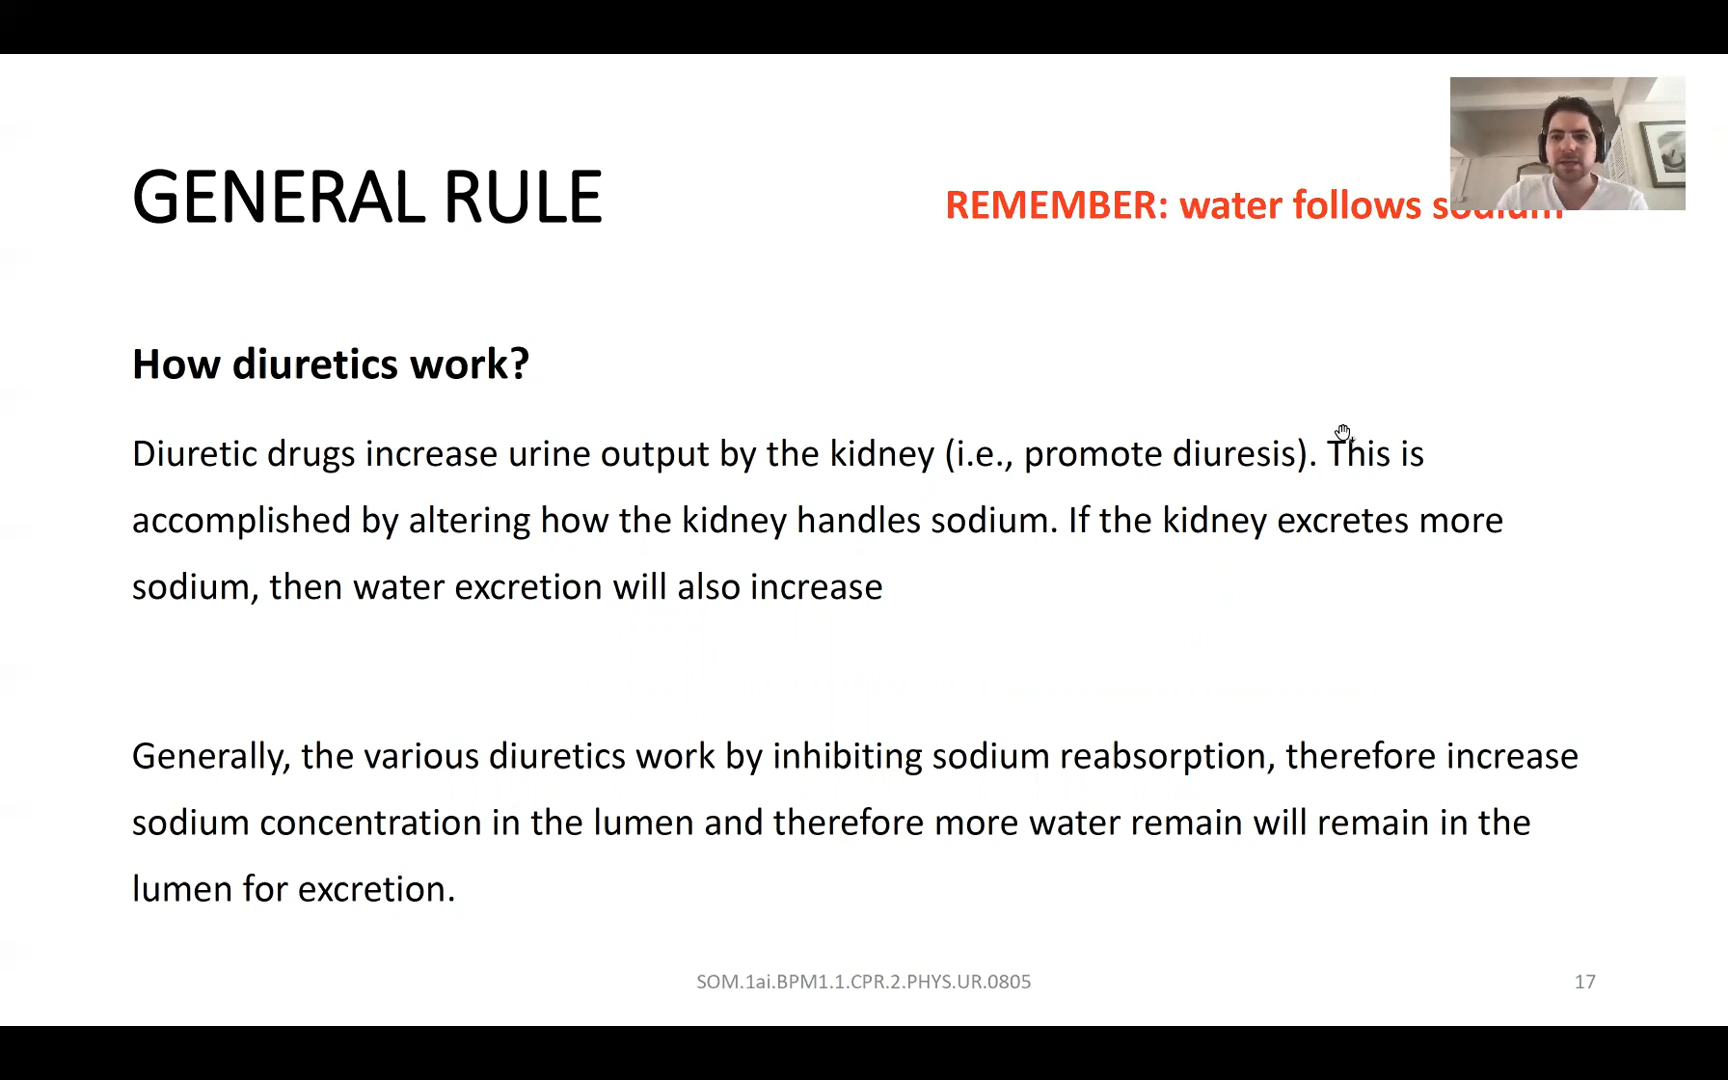 GENERAL RULE
REMEMBER: water follows sodium
How diuretics work?
Diuretic drugs increase urine output by the kidney (i.e., promote diuresis). This is
accomplished by altering how the kidney handles sodium. If the kidney excretes more
sodium, then water excretion will also increase
Generally, the various diuretics work by inhibiting sodium reabsorption, therefore increase
sodium concentration in the lumen and therefore more water remain will remain in the
lumen for excretion.
SOM.1ai.BPM1.1.CPR.2.PHYS.UR.0805
17